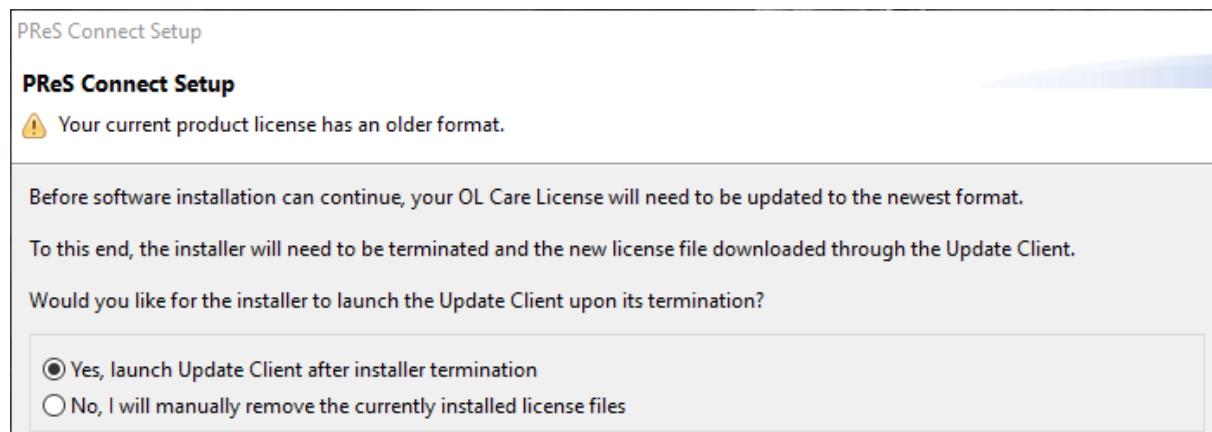 PReS Connect Setup
PReS Connect Setup
Your current product license has an older format.
Before software installation can continue, your OL Care License will need to be updated to the newest format.
To this end, the installer will need to be terminated and the new license file downloaded through the Update Client.
Would you like for the installer to launch the Update Client upon its termination?
Yes, launch Update Client after installer termination
No, I will manually remove the currently installed license files